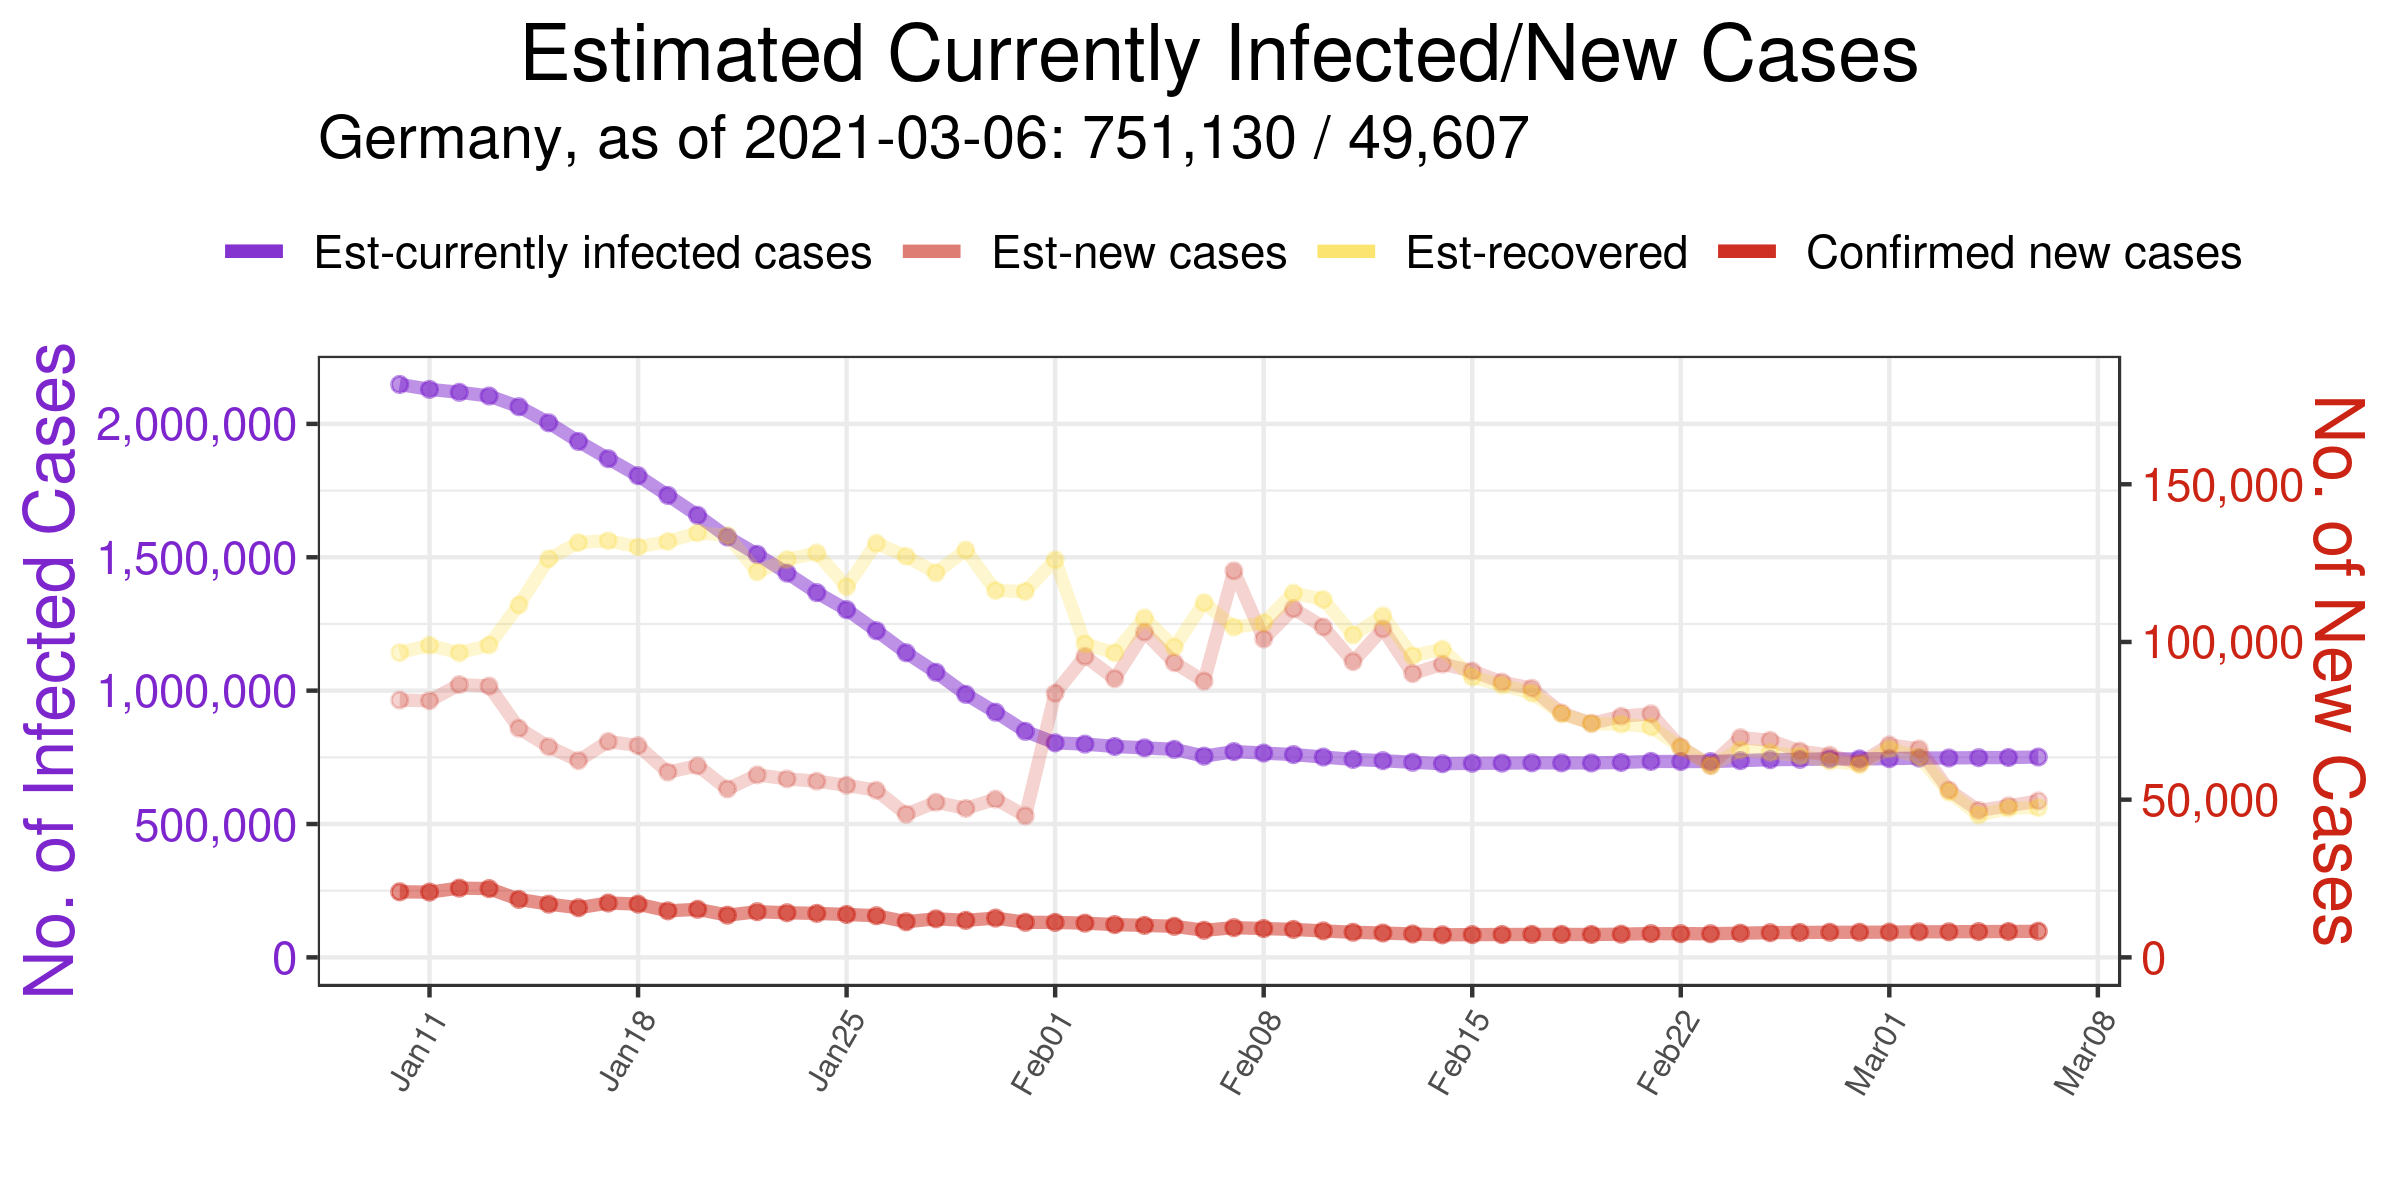 Estimated Currently Infected/New Cases
Germany, as of 2021-03-06: 751,130 / 49,607
Est-currently infected cases Est-new cases Est-recovered Confirmed new cases
No. of Infected Cases
2,000,000
1,500,000
1,000,000
500,000
0
150,000
100,000
50,000
0
No. of New Cases
Jan11 Jan18 Jan25 Feb01 Feb08 Feb15 Feb22 Mar01 Mar08